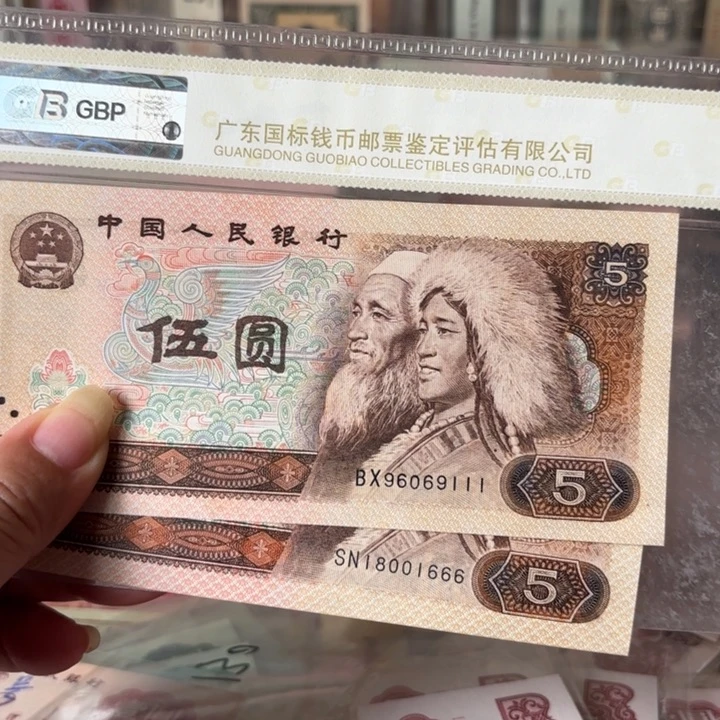 GBP
广东国标钱币邮票鉴定评估有限公司
GUANGDONG GUOBIAO COLLECTIBLES GRADING CO.,LTD
中国人民银行
5
伍圆
BX96069111
5
SN18001666
5